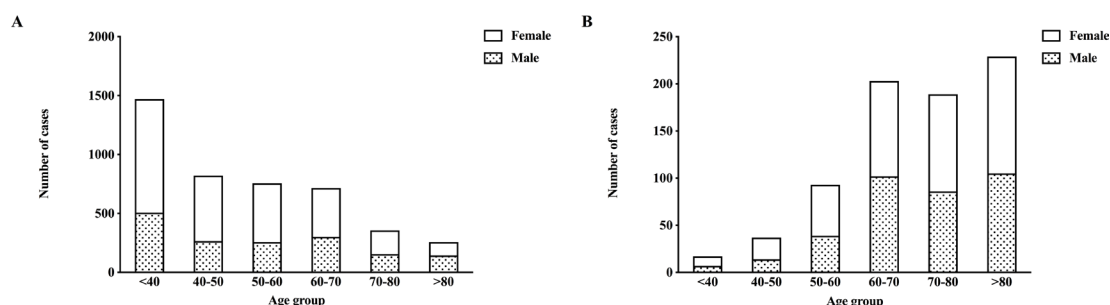 A
Number of cases
2000
1500
1000
500
0
<40 40-50 50-60 60-70 70-80 >80
Age group
Female
Male
B
Number of cases
250
200
150
100
50
0
<40 40-50 50-60 60-70 70-80 >80
Age group
Female
Male